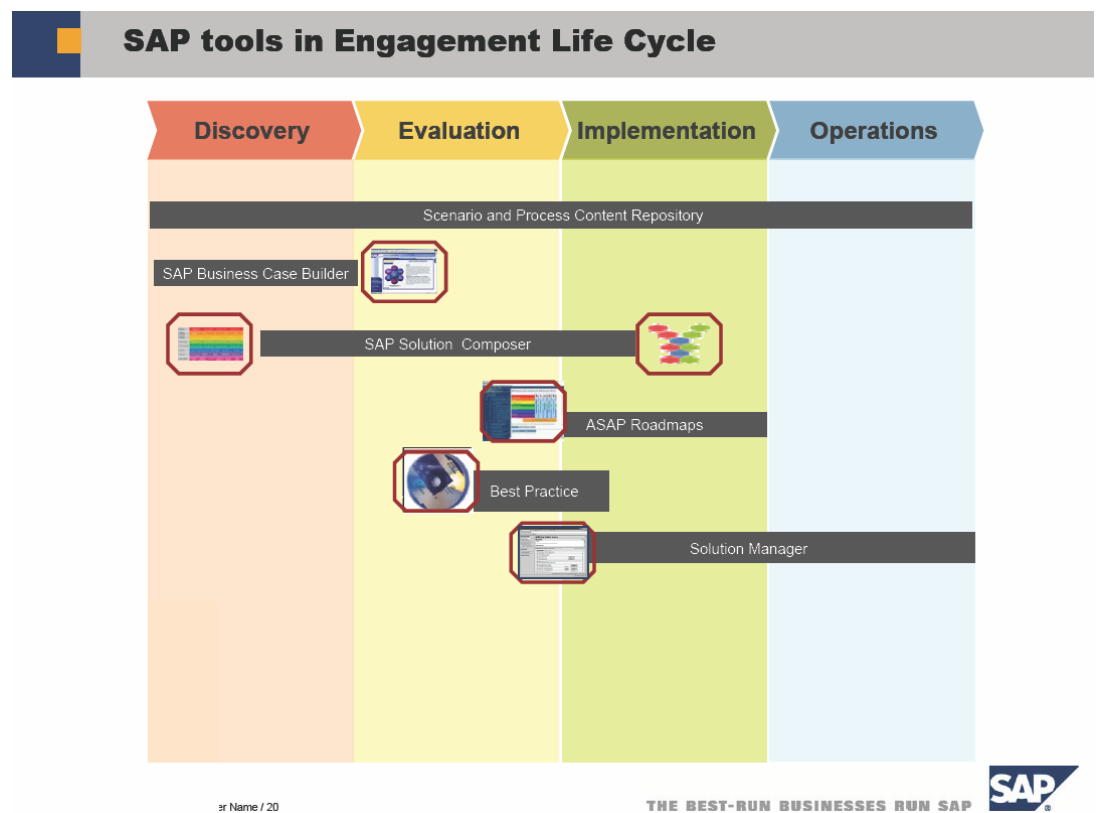 SAP tools in Engagement Life Cycle
Discovery
Evaluation
Implementation
Operations
Scenario and Process Content Repository
SAP Business Case Builder
SAP Solution Composer
ASAP Roadmaps
Best Practice
Solution Manager
er Name / 20
THE BEST-RUN BUSINESSES RUN SAP
SAP
®